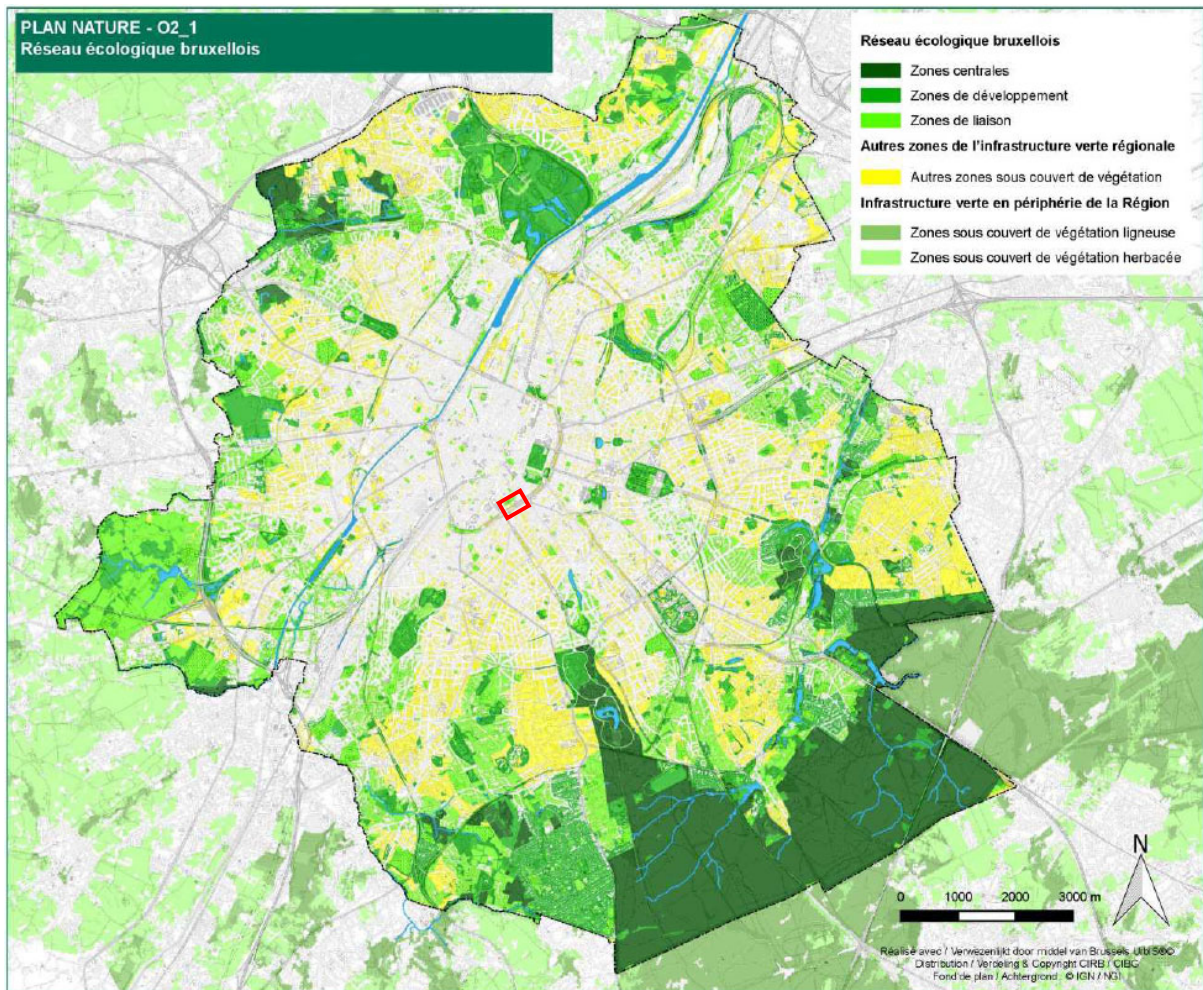 PLAN NATURE - O2_1
Réseau écologique bruxellois
Réseau écologique bruxellois
Zones centrales
Zones de développement
Zones de liaison
Autres zones de l'infrastructure verte régionale
Autres zones sous couvert de végétation
Infrastructure verte en périphérie de la Région
Zones sous couvert de végétation ligneuse
Zones sous couvert de végétation herbacée
N
0 1000 2000 3000 m
Réalisé avec / Verwezenlijkt door middel van Brussels UrbIS®©
Distribution / Verdeling & Copyright CIRB / CIBG
Fond de plan / Achtergrond : © IGN / NGI